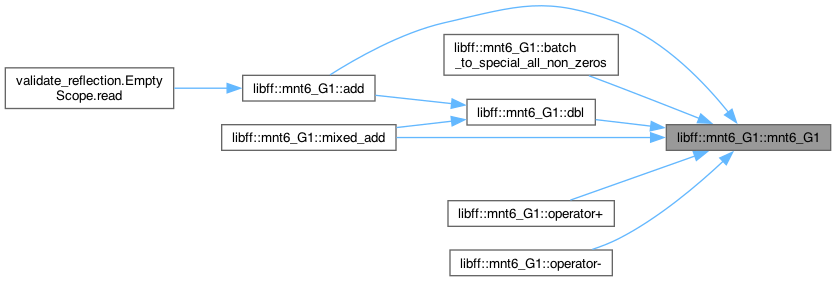 libff::mnt6_G1::batch
_to_special_all_non_zeros
validate_reflection.Empty
Scope.read
libff::mnt6_G1::add
libff::mnt6_G1::dbl
libff::mnt6_G1::mixed_add
libff::mnt6_G1::mnt6_G1
libff::mnt6_G1::operator+
libff::mnt6_G1::operator-